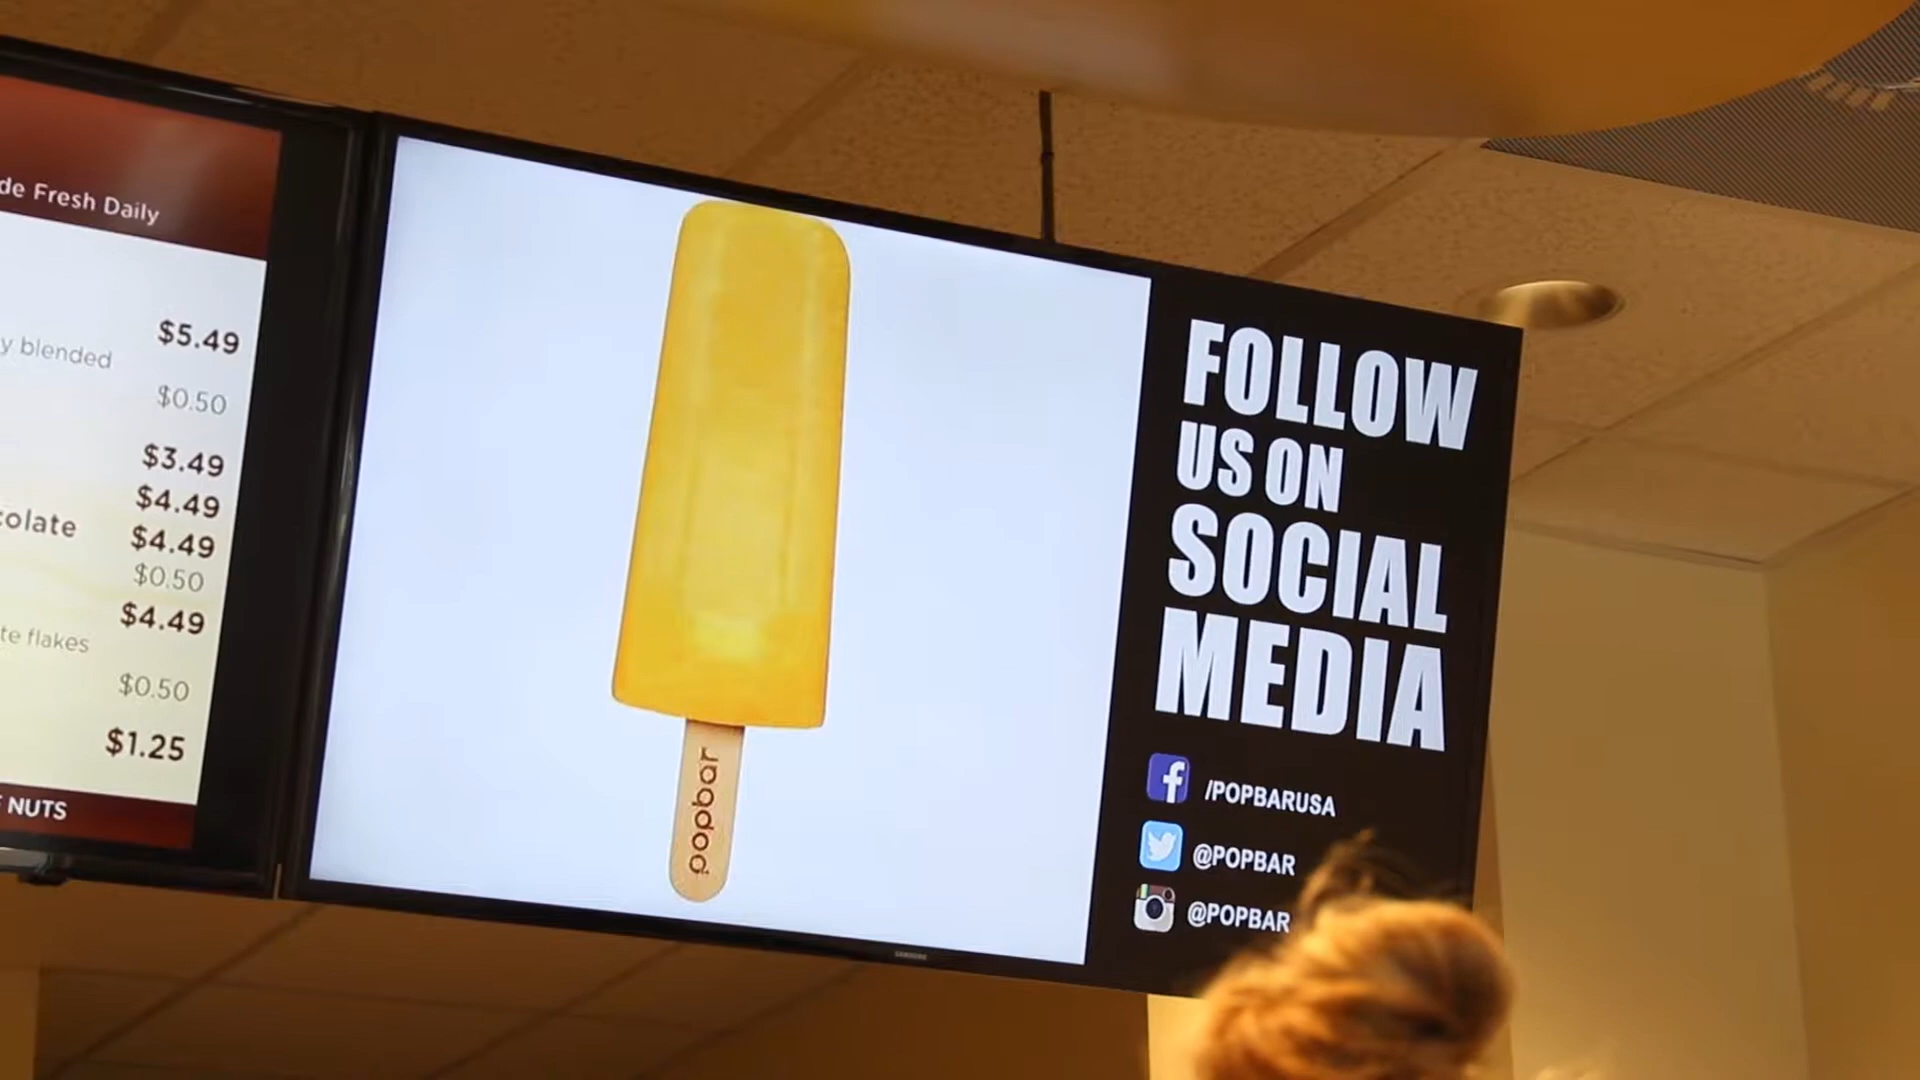 de Fresh Daily
$5.49
y blended
$0.50
$3.49
$4.49
colate $4.49
$0.50
$4.49
te flakes
$0.50
$1.25
NUTS
popbar
FOLLOW
US ON
SOCIAL
MEDIA
/POPBARUSA
@POPBAR
@POPBAR
SAMSUNG